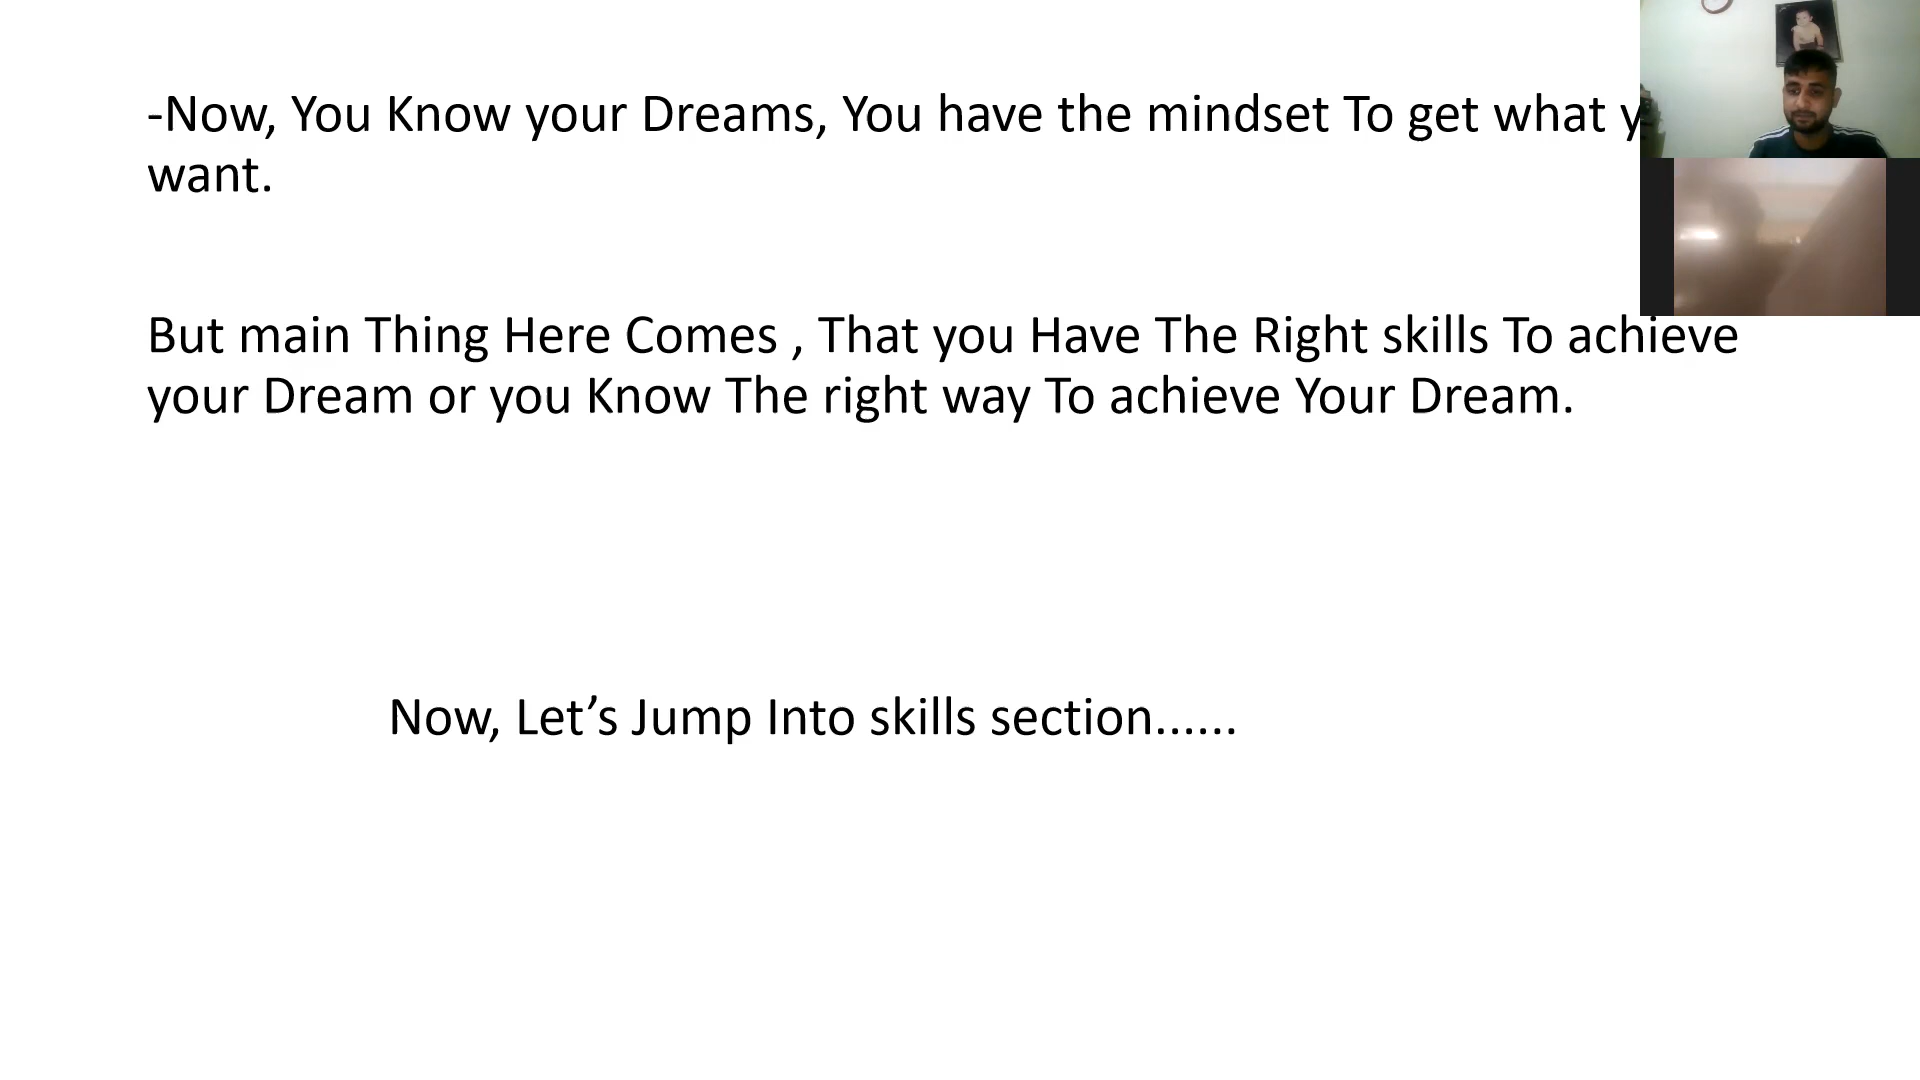 -Now, You Know your Dreams, You have the mindset To get what
want.
But main Thing Here Comes , That you Have The Right skills To achieve
your Dream or you Know The right way To achieve Your Dream.
Now, Let’s Jump Into skills section......